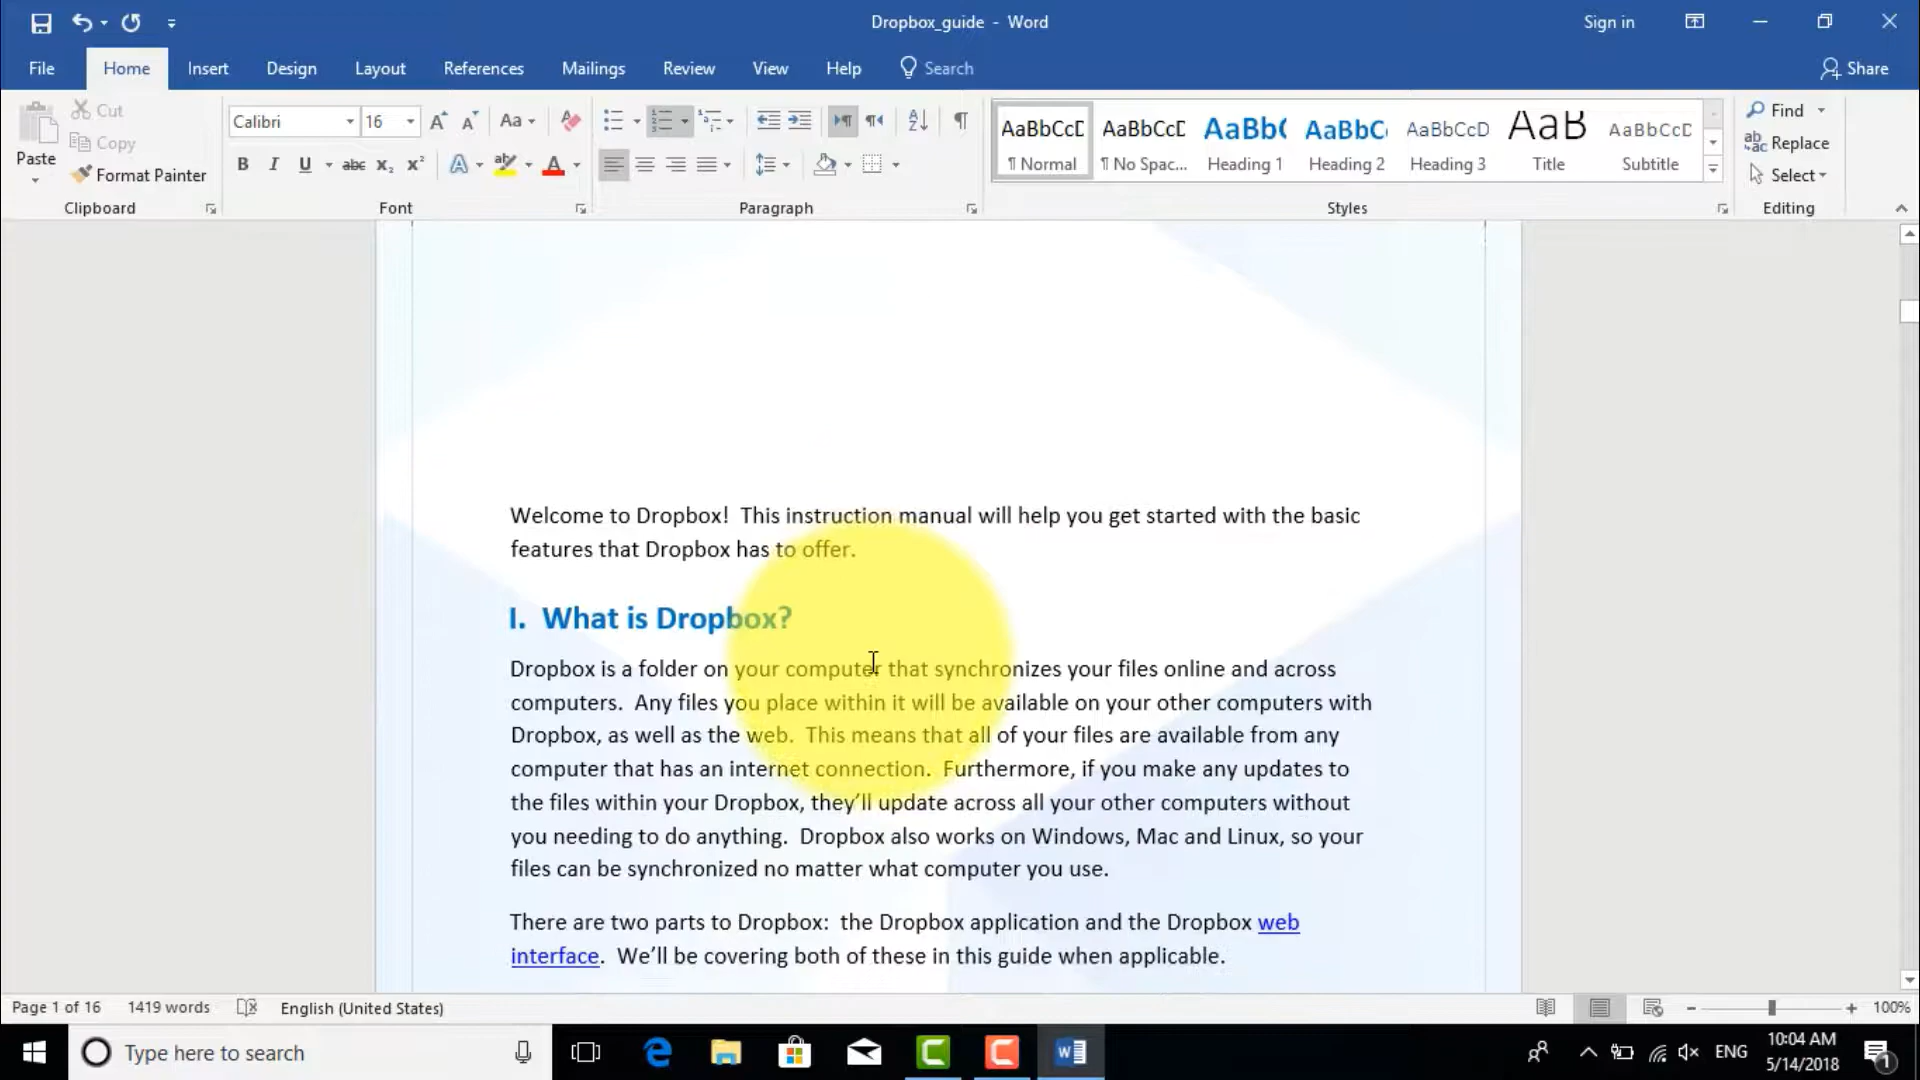 Dropbox_guide - Word
Sign in
File Home Insert Design Layout References Mailings Review View Help Search Share
Paste
Cut
Copy
Format Painter
Clipboard
Calibri 16
Aa
B I U abc X₂ X² A ab A
Font
Paragraph
AaBbCcD AaBbCcD AaBbC AaBbC AaBbCcD AaB AaBbCcD
¶ Normal ¶ No Spac... Heading 1 Heading 2 Heading 3 Title Subtitle
Styles
Find
Replace
Select
Editing
Welcome to Dropbox! This instruction manual will help you get started with the basic
features that Dropbox has to offer.
I. What is Dropbox?
Dropbox is a folder on your computer that synchronizes your files online and across
computers. Any files you place within it will be available on your other computers with
Dropbox, as well as the web. This means that all of your files are available from any
computer that has an internet connection. Furthermore, if you make any updates to
the files within your Dropbox, they’ll update across all your other computers without
you needing to do anything. Dropbox also works on Windows, Mac and Linux, so your
files can be synchronized no matter what computer you use.
There are two parts to Dropbox: the Dropbox application and the Dropbox web
interface. We’ll be covering both of these in this guide when applicable.
Page 1 of 16 1419 words English (United States) 100%
Type here to search
ENG
10:04 AM
5/14/2018
1